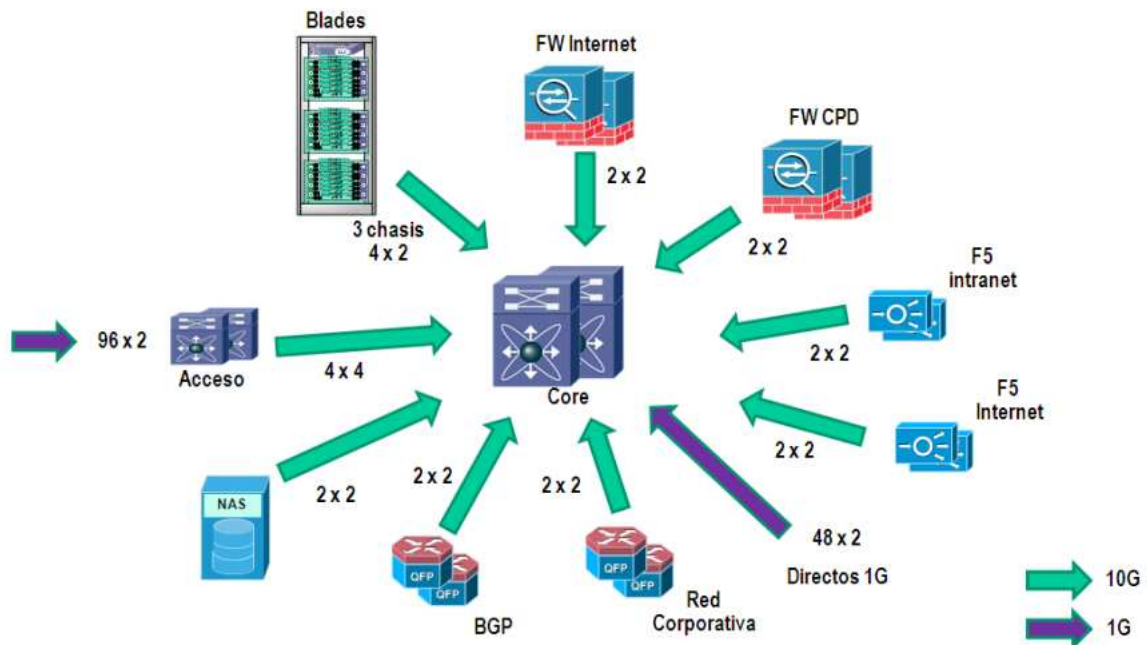 Blades
FW Internet
FW CPD
2 x 2
3 chasis
4 x 2
2 x 2
F5
intranet
96 x 2
Acceso
4 x 4
Core
2 x 2
F5
Internet
2 x 2
NAS
2 x 2
2 x 2
2 x 2
QFP
QFP
QFP
QFP
48 x 2
Directos 1G
BGP
Red
Corporativa
10G
1G